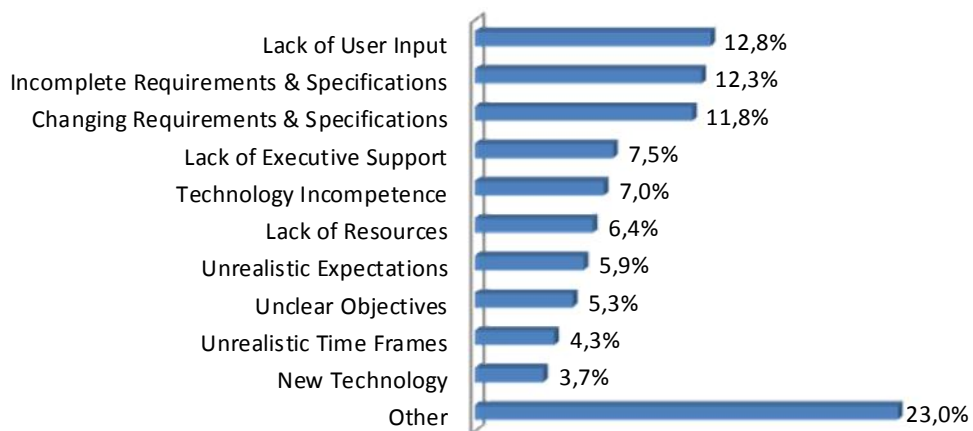 Lack of User Input 12,8%
Incomplete Requirements & Specifications 12,3%
Changing Requirements & Specifications 11,8%
Lack of Executive Support 7,5%
Technology Incompetence 7,0%
Lack of Resources 6,4%
Unrealistic Expectations 5,9%
Unclear Objectives 5,3%
Unrealistic Time Frames 4,3%
New Technology 3,7%
Other 23,0%